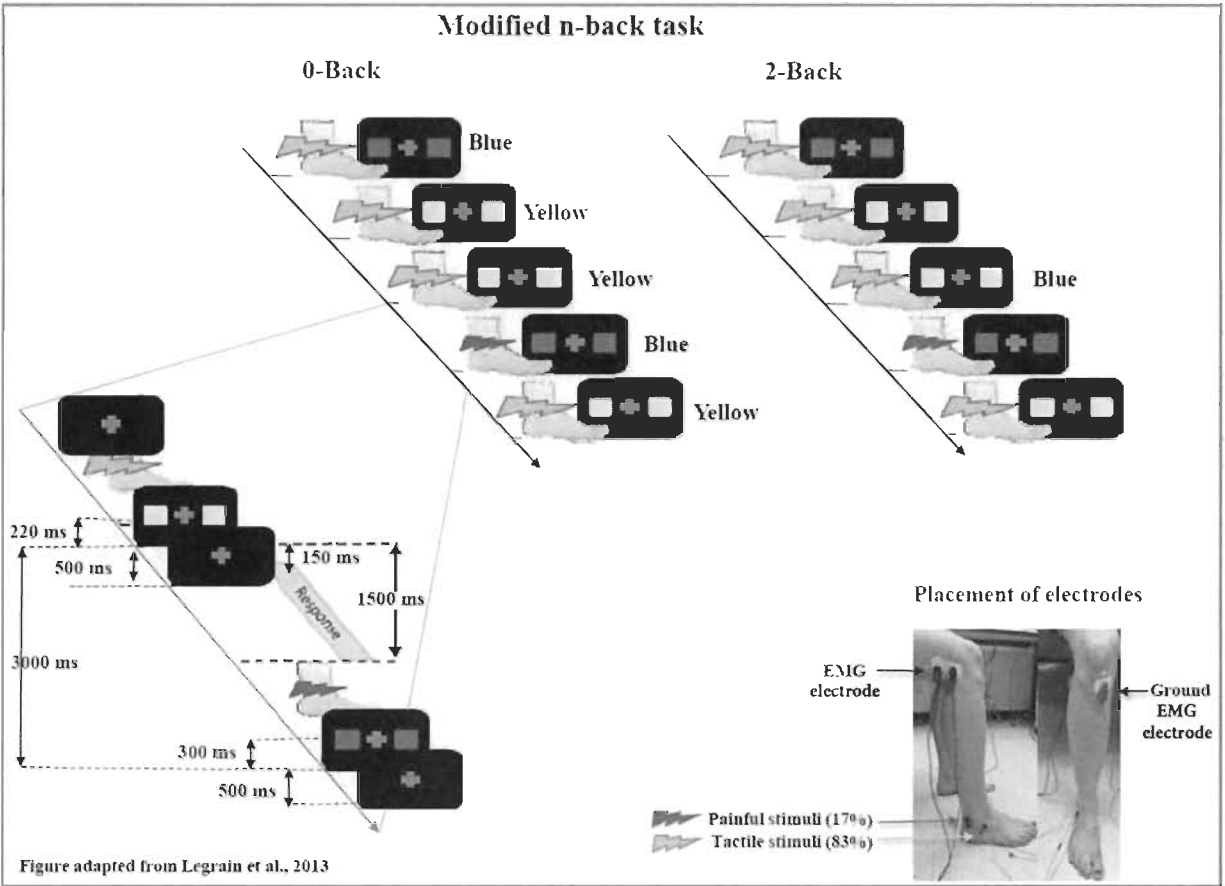 Modified n-back task
0-Back
2-Back
Blue
Yellow
Yellow
Blue
Yellow
Blue
220 ms
500 ms
3000 ms
150 ms
1500 ms
Response
300 ms
500 ms
Placement of electrodes
EMG
electrode
Ground
EMG
electrode
Painful stimuli (17%)
Tactile stimuli (83%)
Figure adapted from Legrain et al., 2013